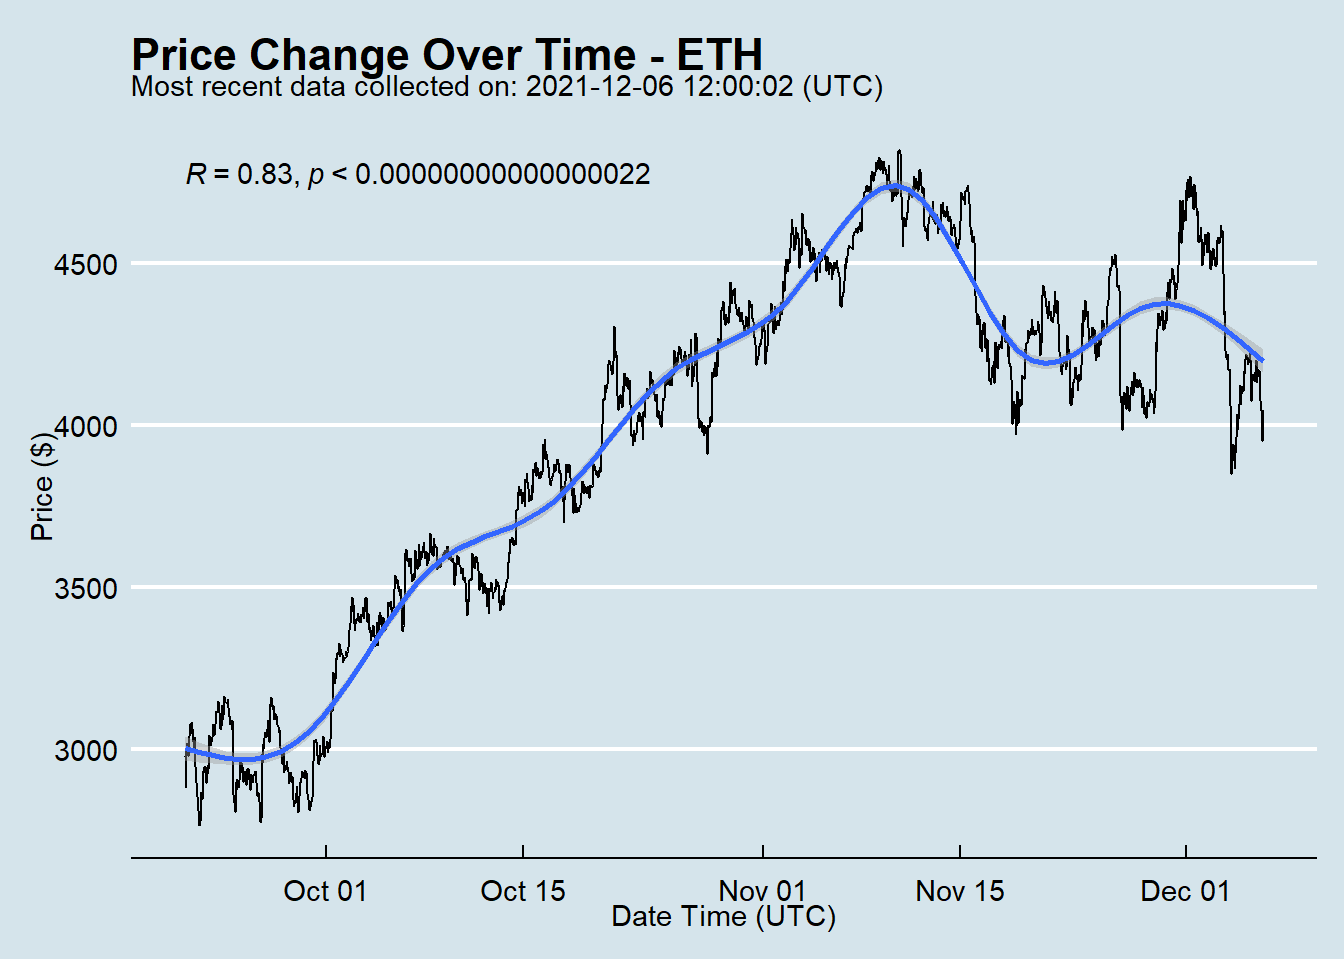 Price Change Over Time - ETH
Most recent data collected on: 2021-12-06 12:00:02 (UTC)
R = 0.83, p < 0.00000000000000022
4500
4000
3500
3000
Price ($)
Oct 01 Oct 15 Nov 01 Nov 15 Dec 01
Date Time (UTC)